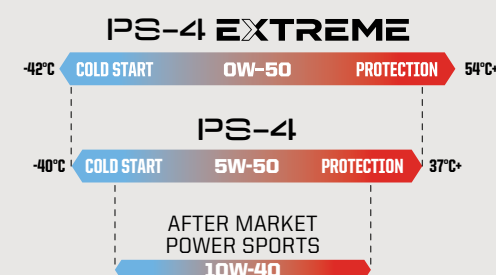 PS-4 EXTREME
-42°C COLD START 0W-50 PROTECTION 54°C+
PS-4
-40°C COLD START 5W-50 PROTECTION 37°C+
AFTER MARKET
POWER SPORTS
10W-40